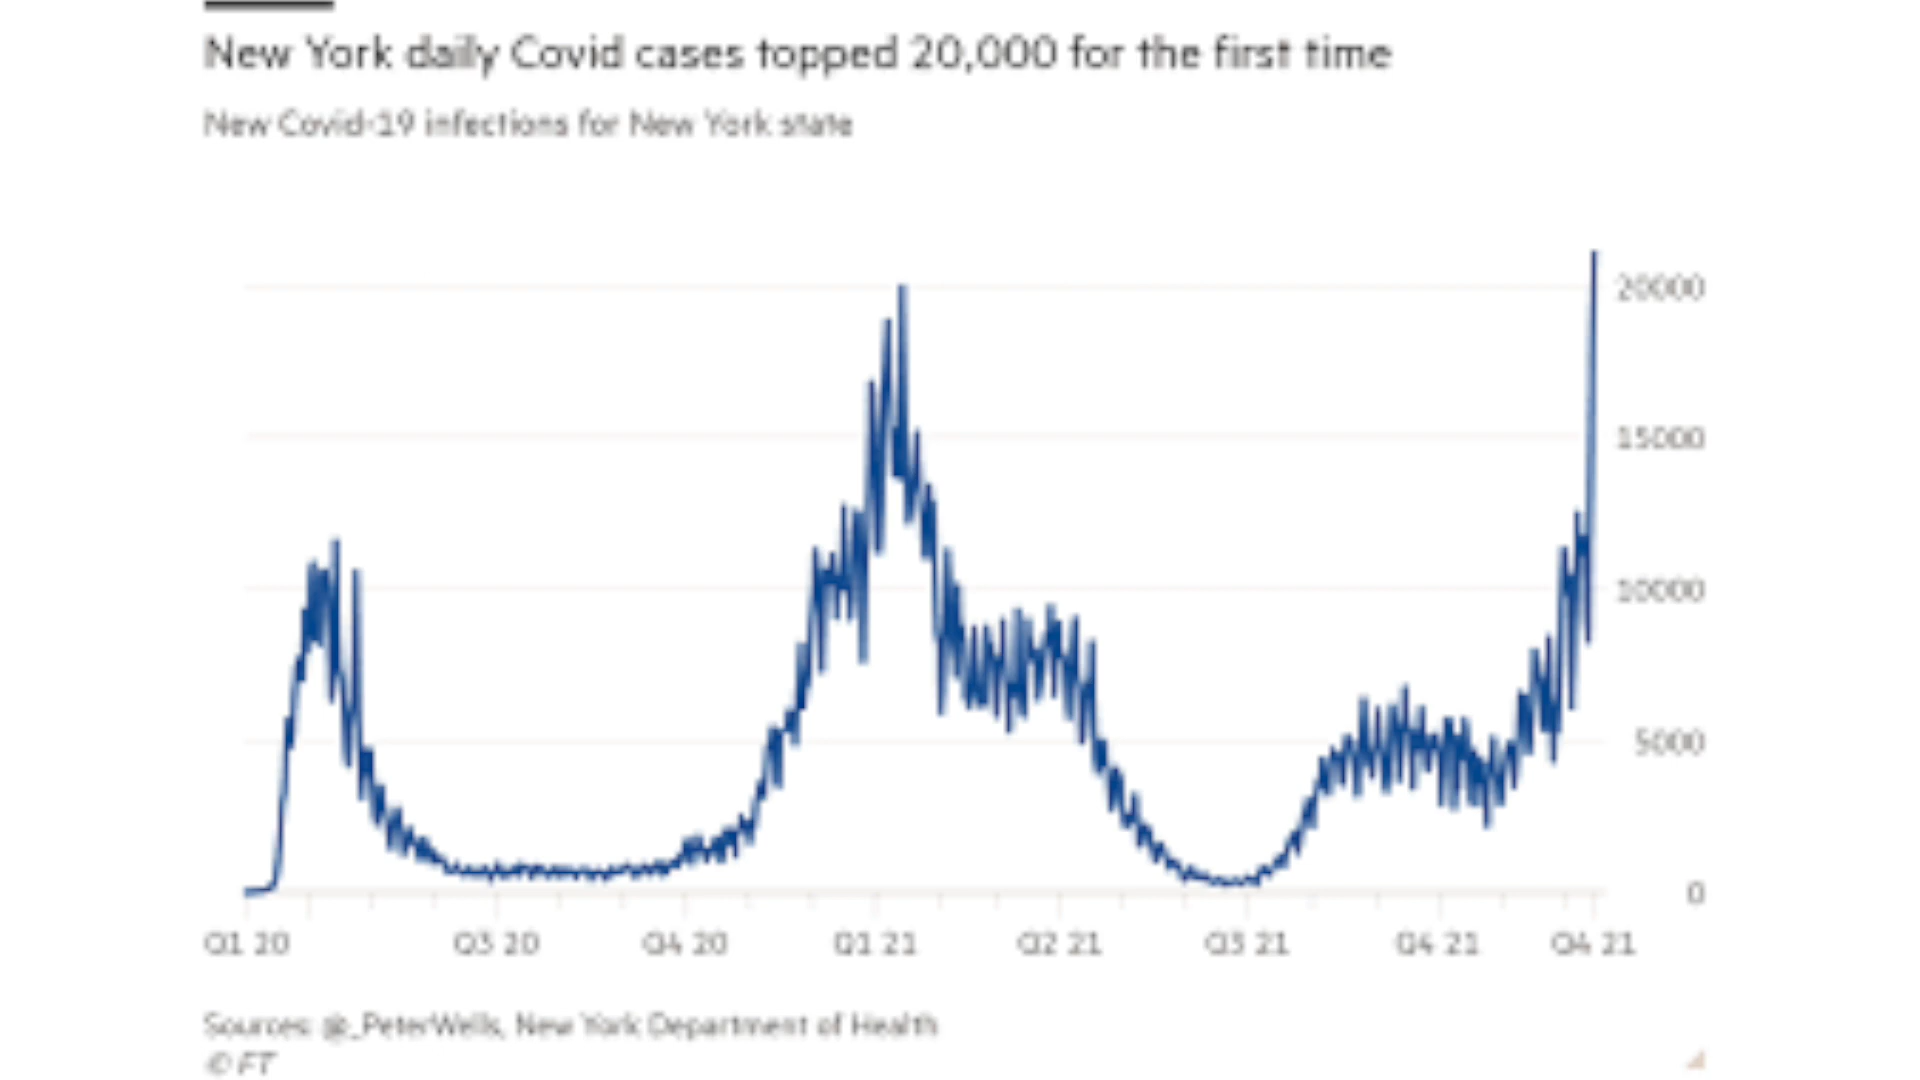 New York daily Covid cases topped 20,000 for the first time
New Covid-19 infections for New York state
20000
15000
10000
5000
0
Q1 20 Q3 20 Q4 20 Q1 21 Q2 21 Q3 21 Q4 21 Q4 21
Sources: @_PeterWells, New York Department of Health
© FT